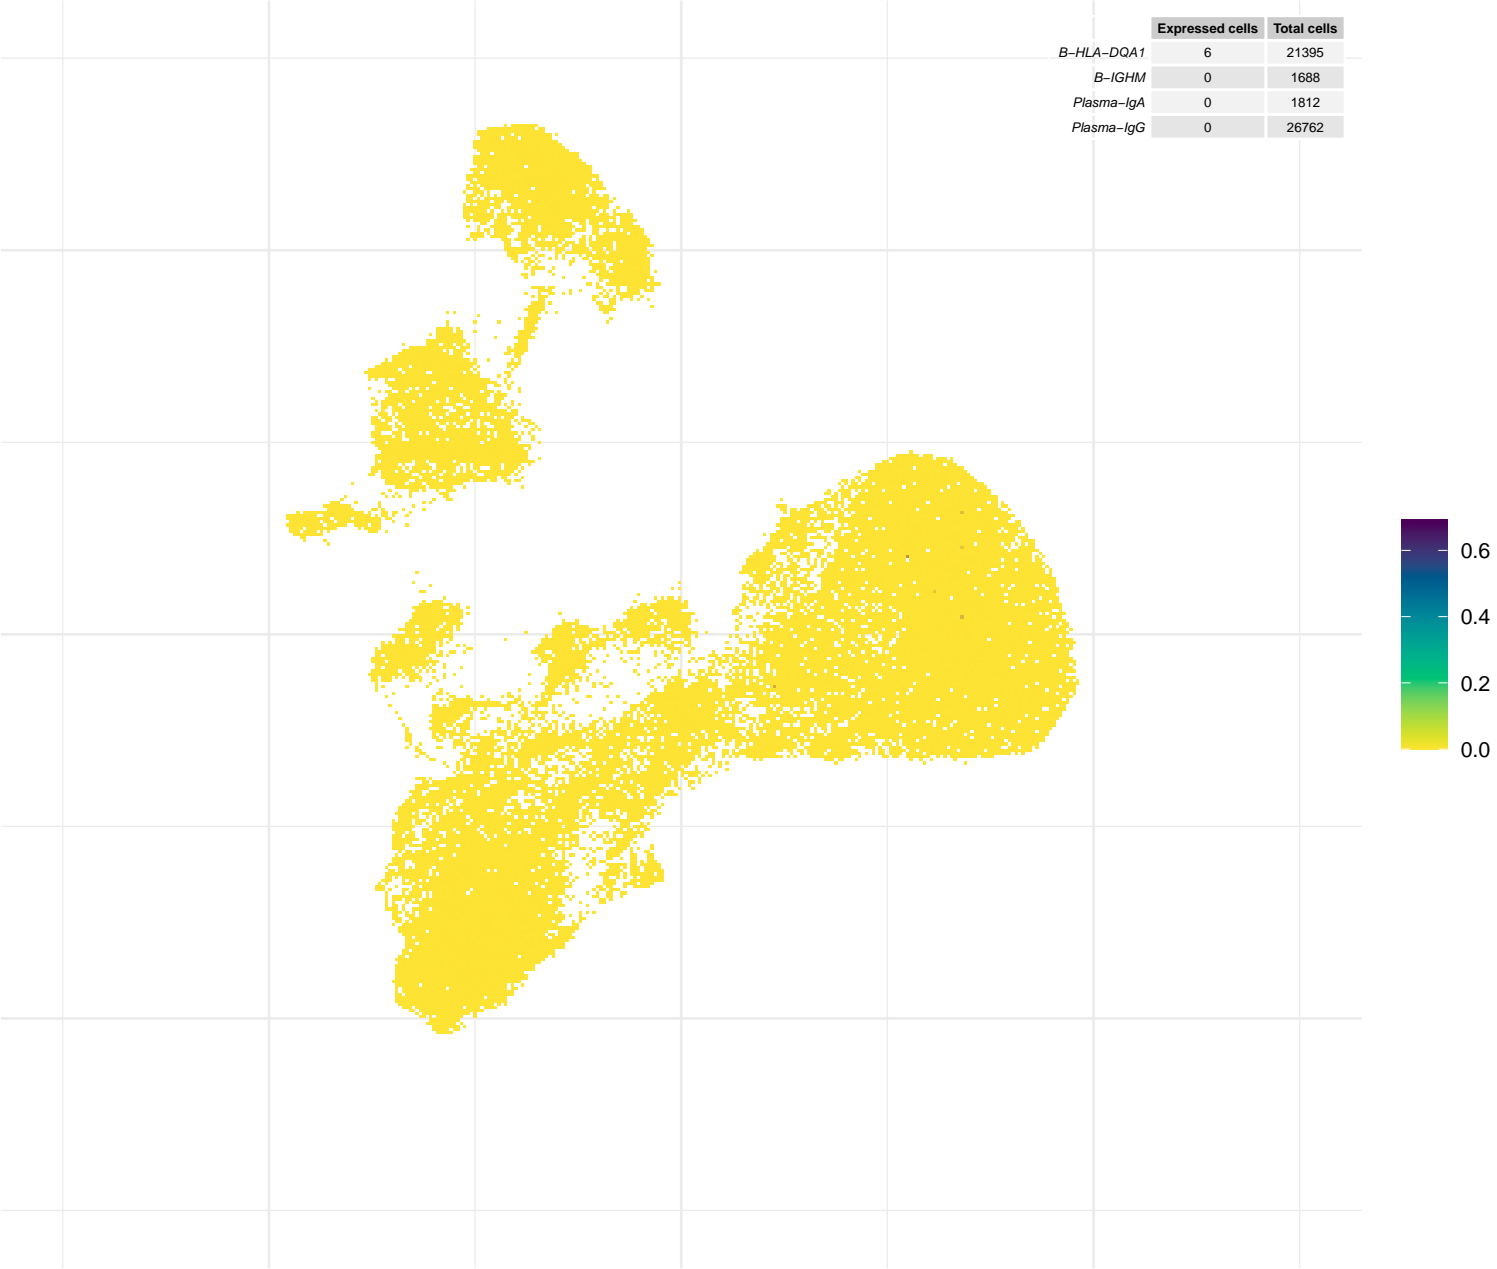 Expressed cells Total cells
B−HLA−DQA1 6 21395
B−IGHM 0 1688
Plasma−IgA 0 1812
Plasma−IgG 0 26762
0.6
0.4
0.2
0.0